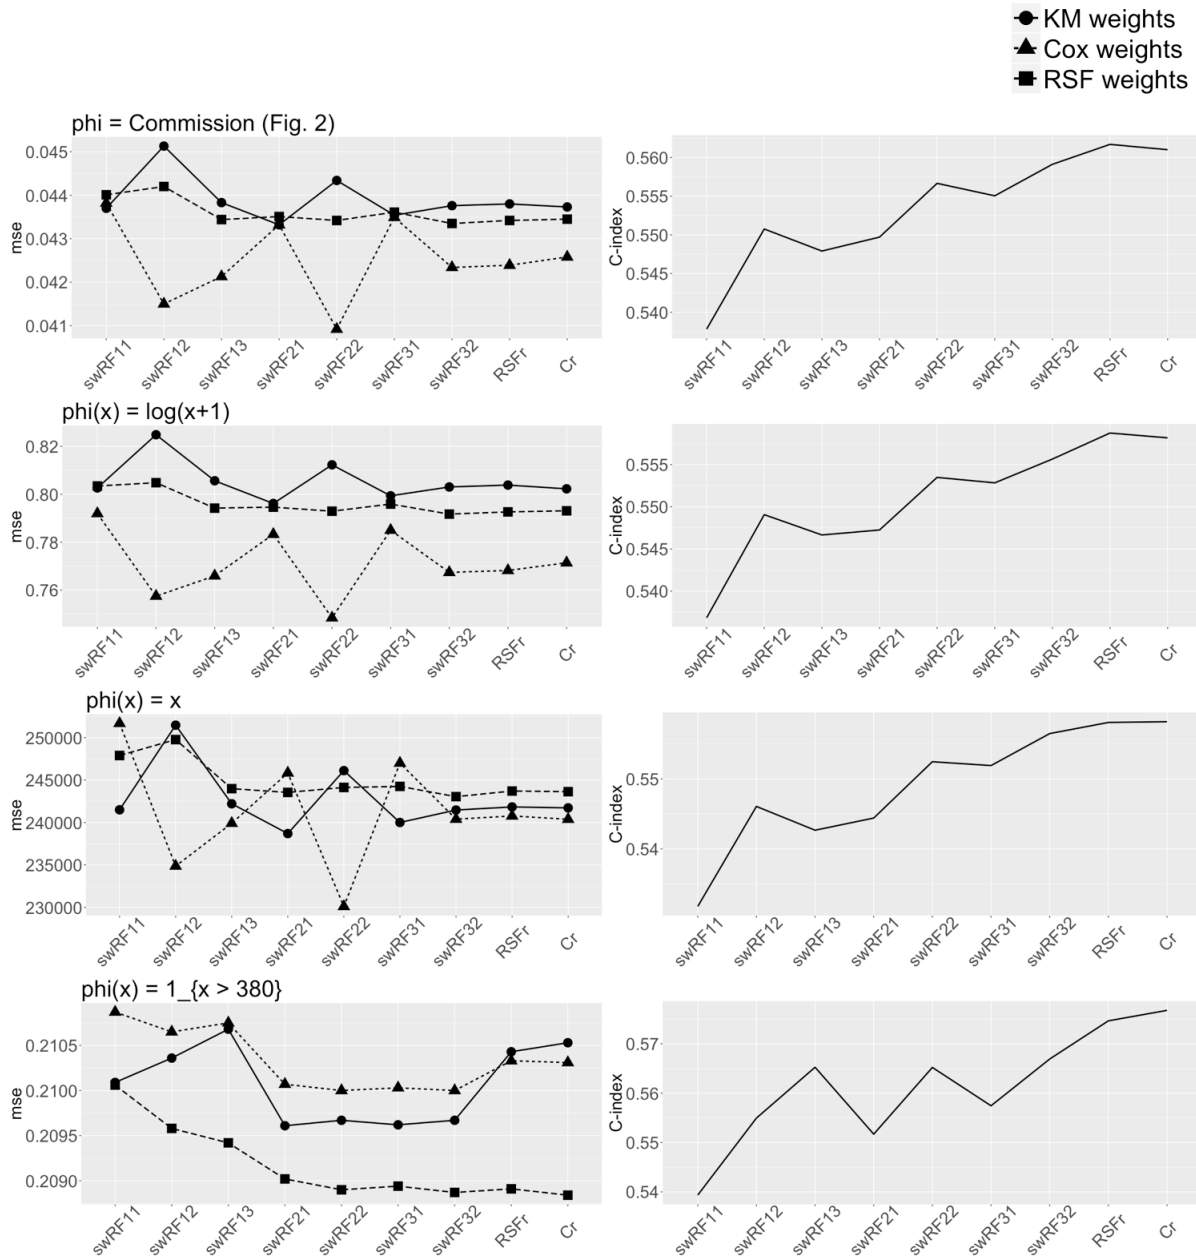 KM weights
Cox weights
RSF weights
phi = Commission (Fig. 2)
0.045
0.044
0.043
0.042
0.041
mse
swRF11
swRF12
swRF13
swRF21
swRF22
swRF31
swRF32
RSFr
Cr
0.560
0.555
0.550
0.545
0.540
C-index
swRF11
swRF12
swRF13
swRF21
swRF22
swRF31
swRF32
RSFr
Cr
phi(x) = log(x+1)
0.82
0.80
0.78
0.76
mse
swRF11
swRF12
swRF13
swRF21
swRF22
swRF31
swRF32
RSFr
Cr
0.555
0.550
0.545
0.540
C-index
swRF11
swRF12
swRF13
swRF21
swRF22
swRF31
swRF32
RSFr
Cr
phi(x) = x
250000
245000
240000
235000
230000
mse
swRF11
swRF12
swRF13
swRF21
swRF22
swRF31
swRF32
RSFr
Cr
0.55
0.54
C-index
swRF11
swRF12
swRF13
swRF21
swRF22
swRF31
swRF32
RSFr
Cr
phi(x) = 1_{x > 380}
0.2105
0.2100
0.2095
0.2090
mse
swRF11
swRF12
swRF13
swRF21
swRF22
swRF31
swRF32
RSFr
Cr
0.57
0.56
0.55
0.54
C-index
swRF11
swRF12
swRF13
swRF21
swRF22
swRF31
swRF32
RSFr
Cr